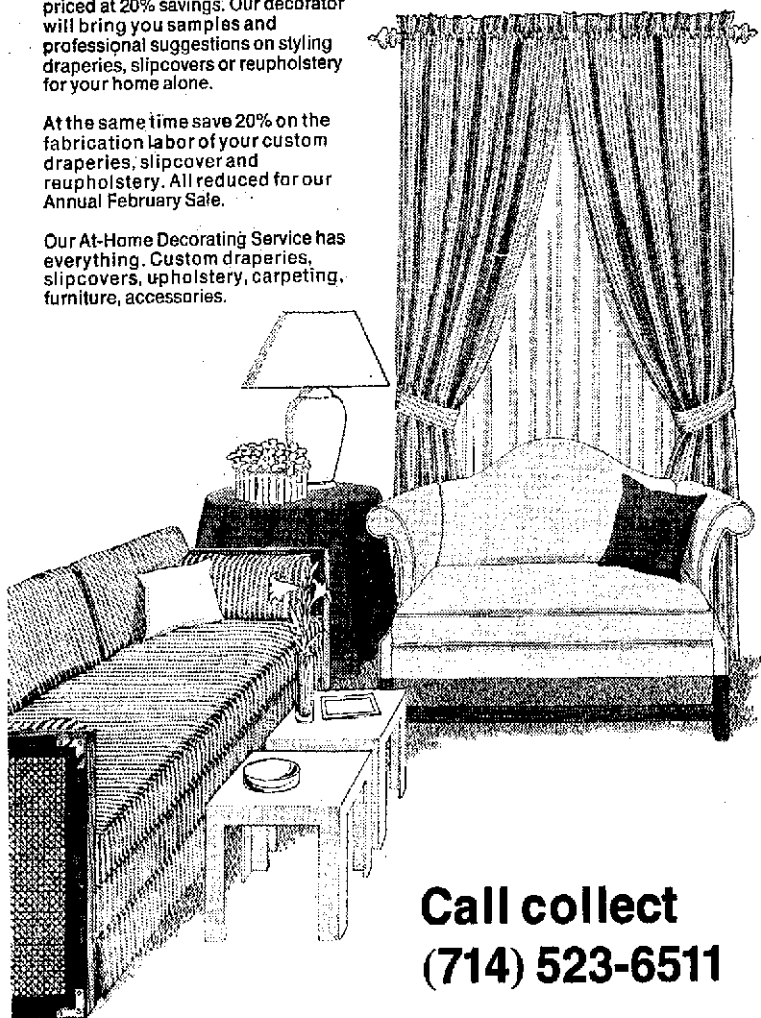 priced at 20% savings. Our decorator
will bring you samples and
professional suggestions on styling
draperies, slipcovers or reupholstery
for your home alone.
At the same time save 20% on the
fabrication labor of your custom
draperies, slipcover and
reupholstery. All reduced for our
Annual February Sale.
Our At-Home Decorating Service has
everything. Custom draperies,
slipcovers, upholstery, carpeting,
furniture, accessories.
Call collect
(714) 523-6511